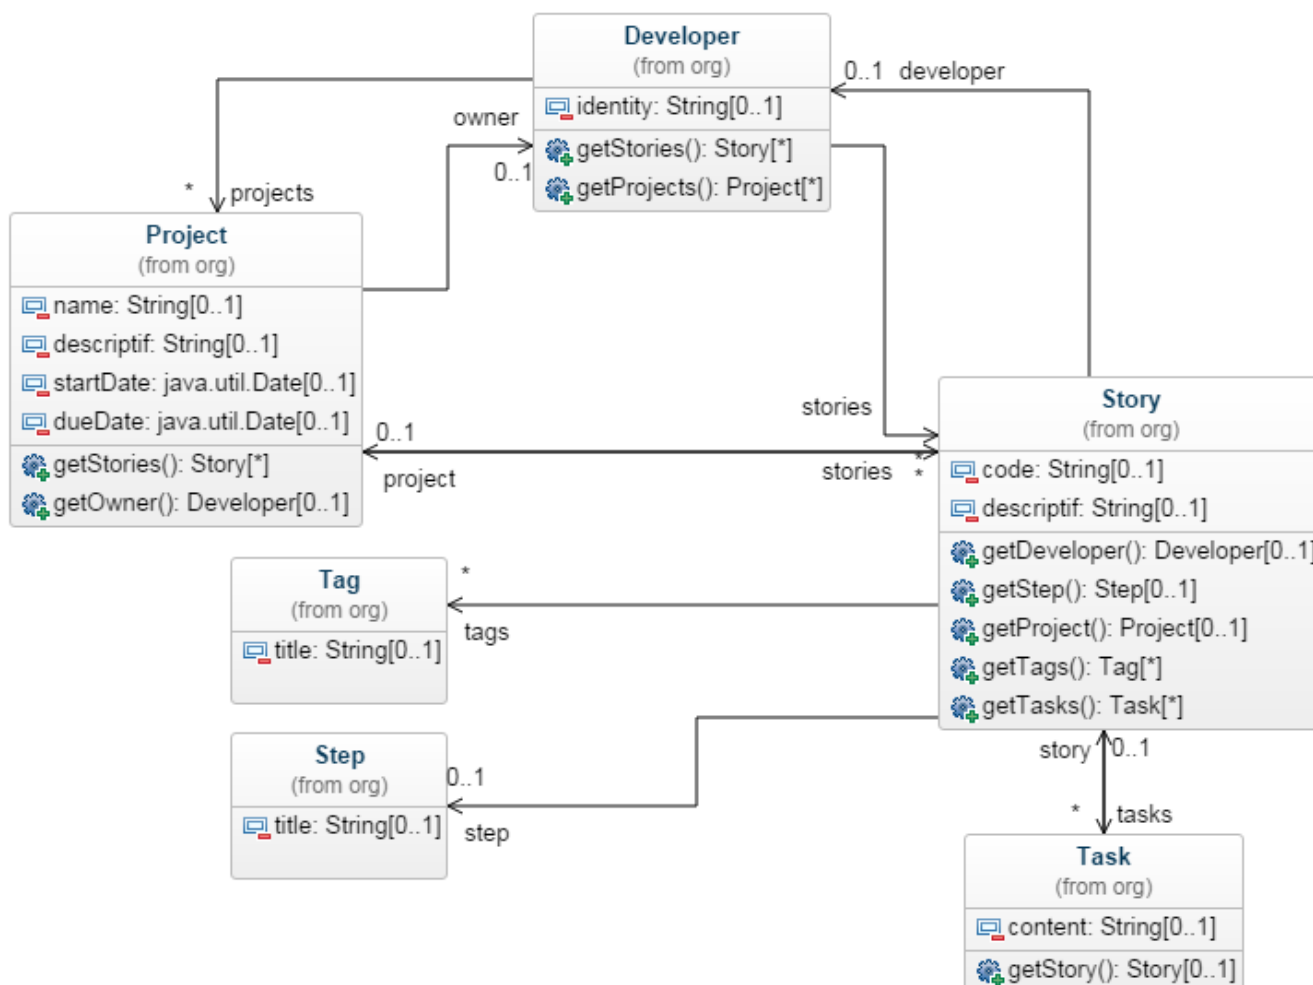 Developer
(from org)
identity: String[0..1]
getStories(): Story[*]
getProjects(): Project[*]
0..1 developer
owner
0..1
* projects
Project
(from org)
name: String[0..1]
descriptif: String[0..1]
startDate: java.util.Date[0..1]
dueDate: java.util.Date[0..1]
getStories(): Story[*]
getOwner(): Developer[0..1]
0..1
project
stories
stories
*
*
Story
(from org)
code: String[0..1]
descriptif: String[0..1]
getDeveloper(): Developer[0..1]
getStep(): Step[0..1]
getProject(): Project[0..1]
getTags(): Tag[*]
getTasks(): Task[*]
Tag
(from org)
title: String[0..1]
*
tags
Step
(from org)
title: String[0..1]
0..1
step
story 0..1
* tasks
Task
(from org)
content: String[0..1]
getStory(): Story[0..1]